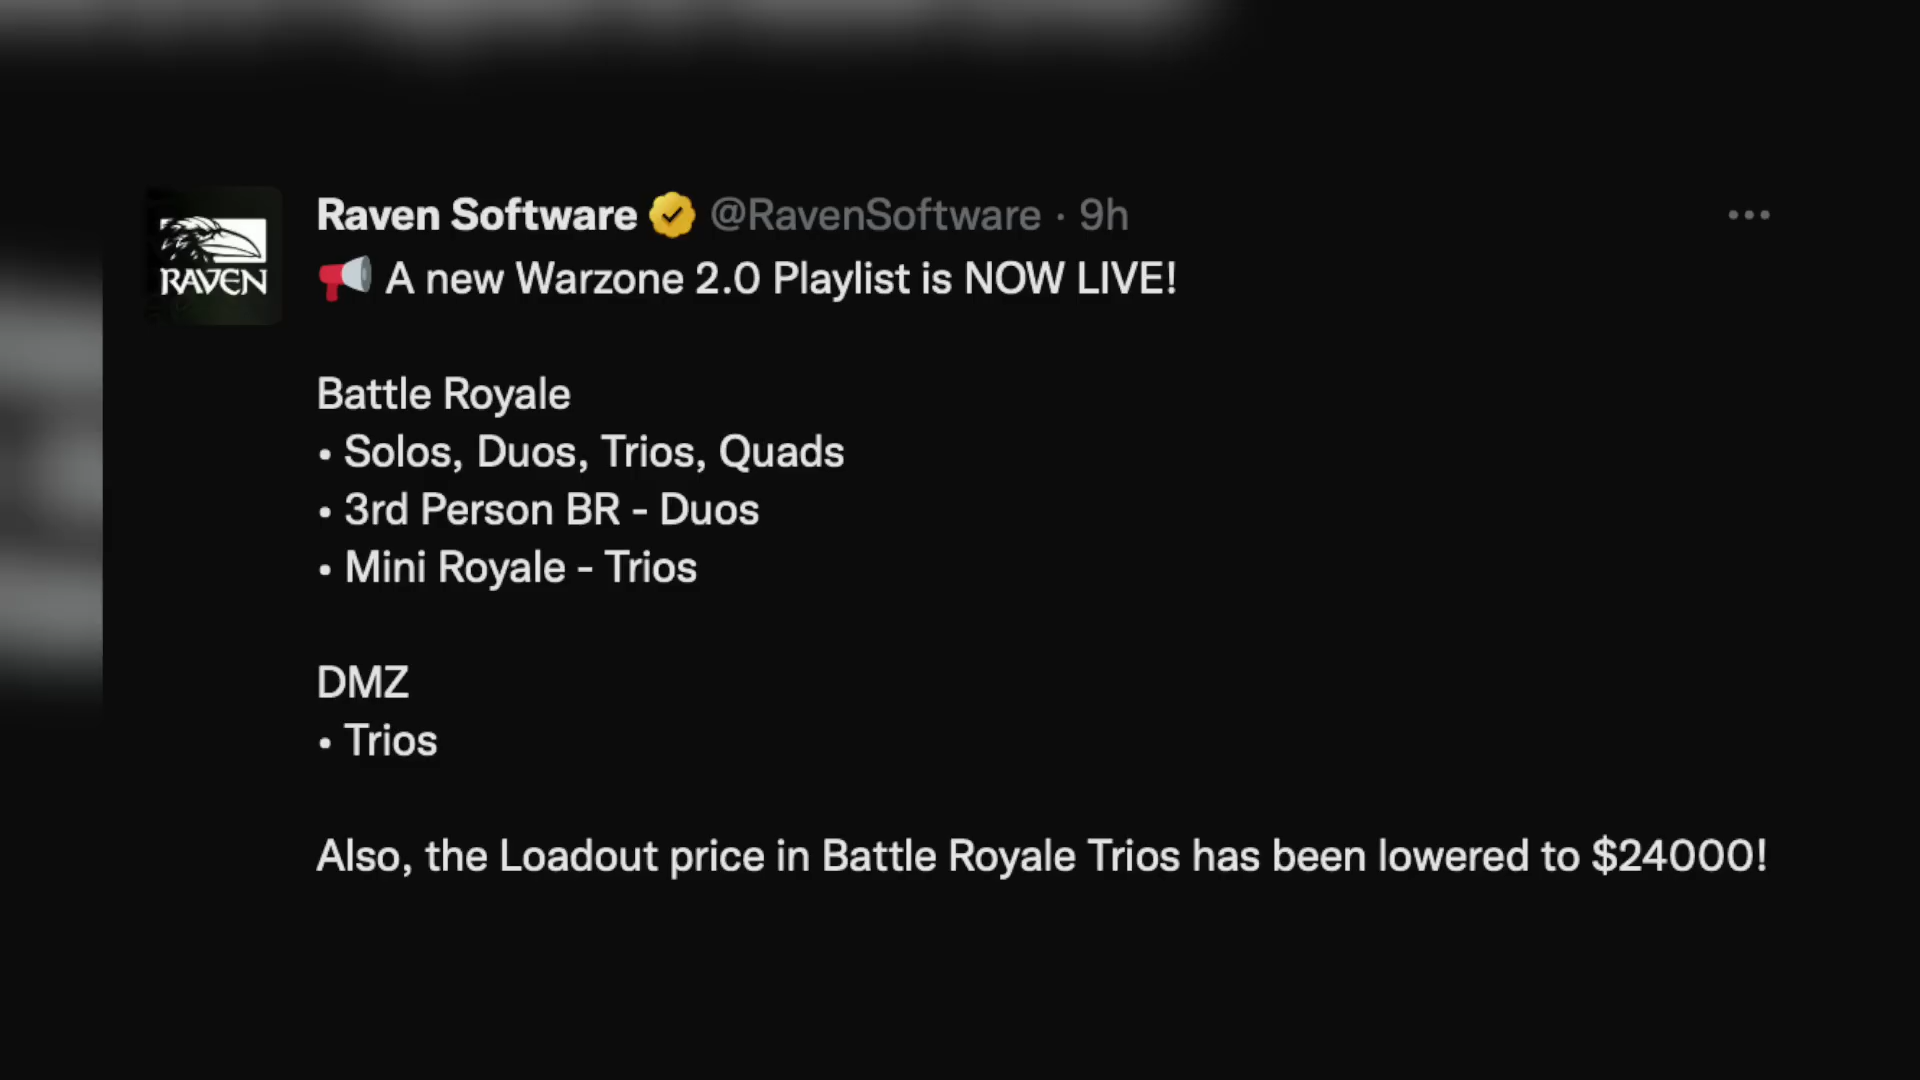 RAVEN
Raven Software @RavenSoftware · 9h
📢 A new Warzone 2.0 Playlist is NOW LIVE!
Battle Royale
• Solos, Duos, Trios, Quads
• 3rd Person BR - Duos
• Mini Royale - Trios
DMZ
• Trios
Also, the Loadout price in Battle Royale Trios has been lowered to $24000!